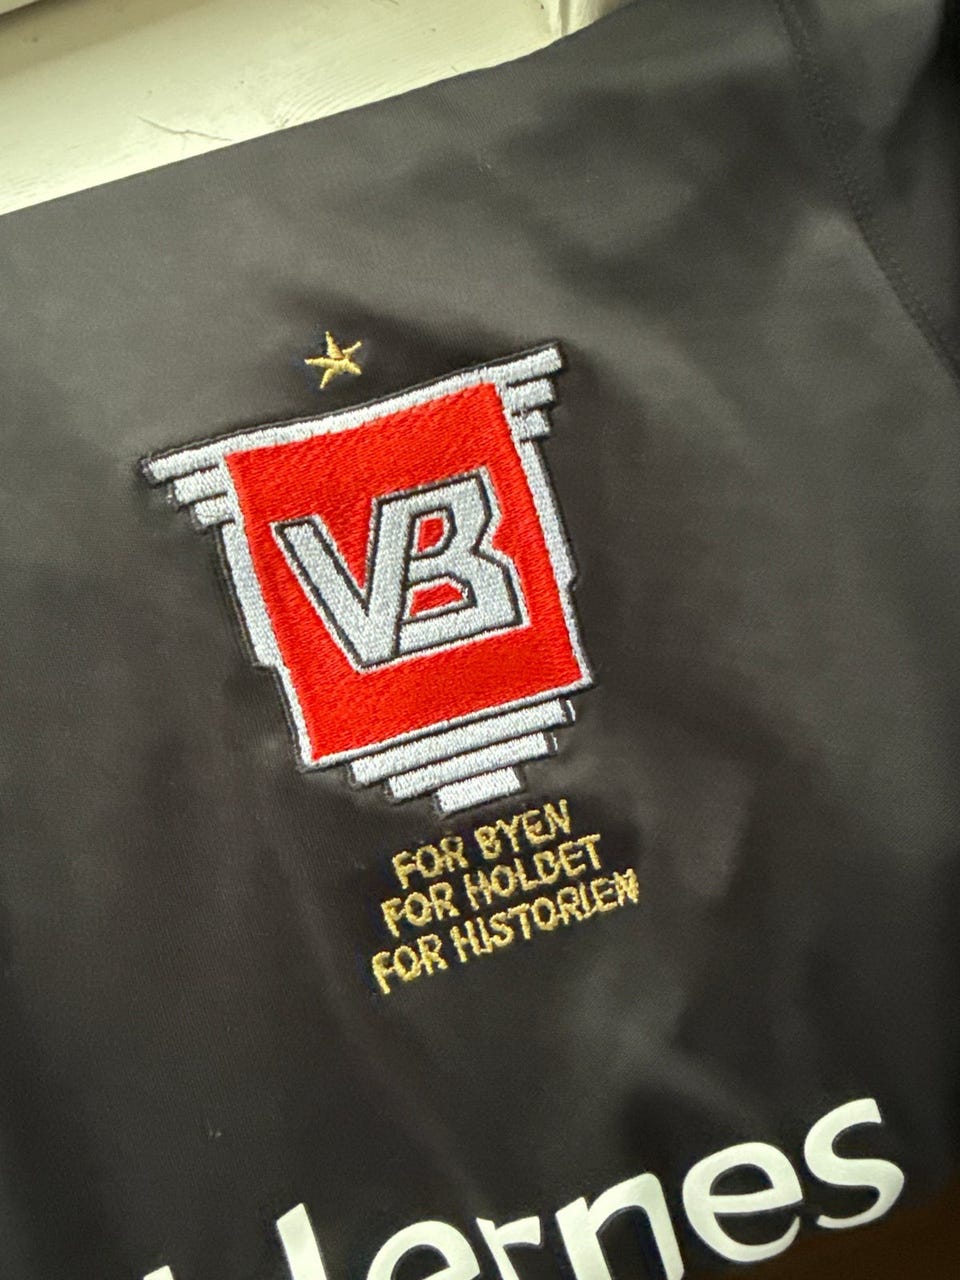 VB
FOR BYEN
FOR HOLDET
FOR HISTORIEN